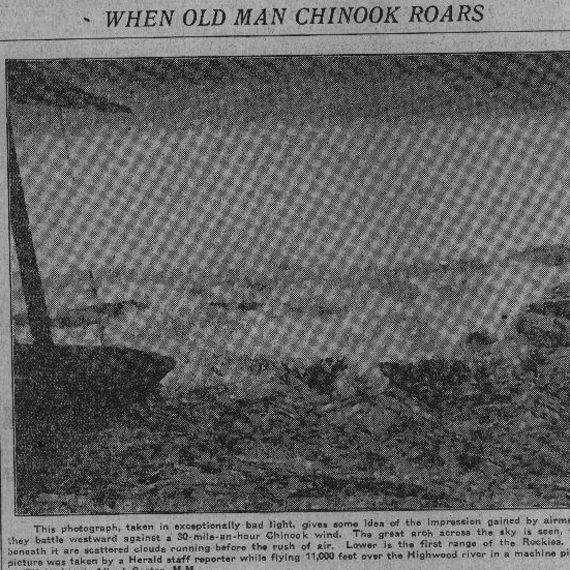 WHEN OLD MAN CHINOOK ROARS
This photograph, taken in exceptionally bad light, gives some idea of the impression gained by
they battle westward against a 30-mile-an-hour Chinook wind. The great arch across the sky is seen,
beneath it are scattered clouds running before the rush of air. Lower is the first range of the Rockies,
picture was taken by a Herald staff reporter while flying 11,000 feet over the Highwood river in a machine
M.M.